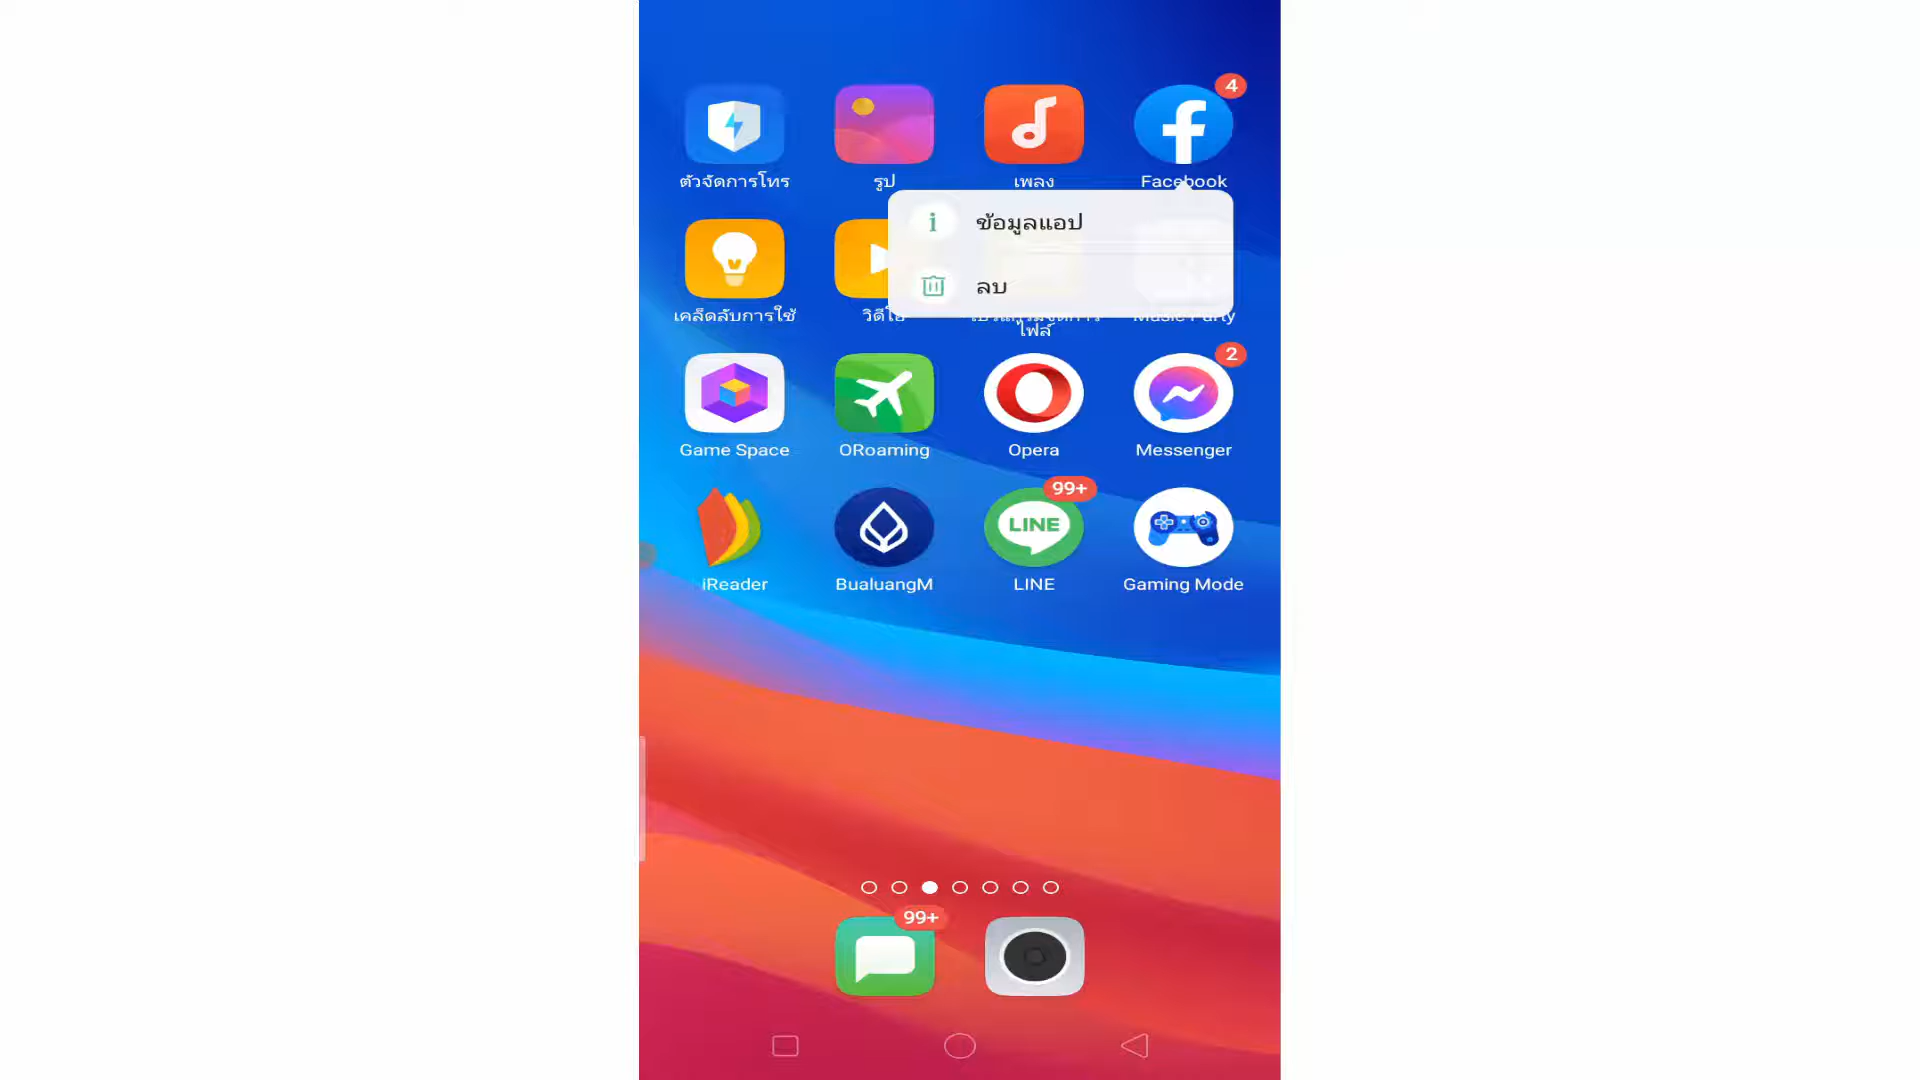 4
ตัวจัดการโทร
รูป
เพลง
Facebook
ข้อมูลแอป
ลบ
เคล็ดลับการใช้
วิดีโอ
ไฟล์
Music Party
2
Game Space
ORoaming
Opera
Messenger
99+
LINE
iReader
BualuangM
LINE
Gaming Mode
99+